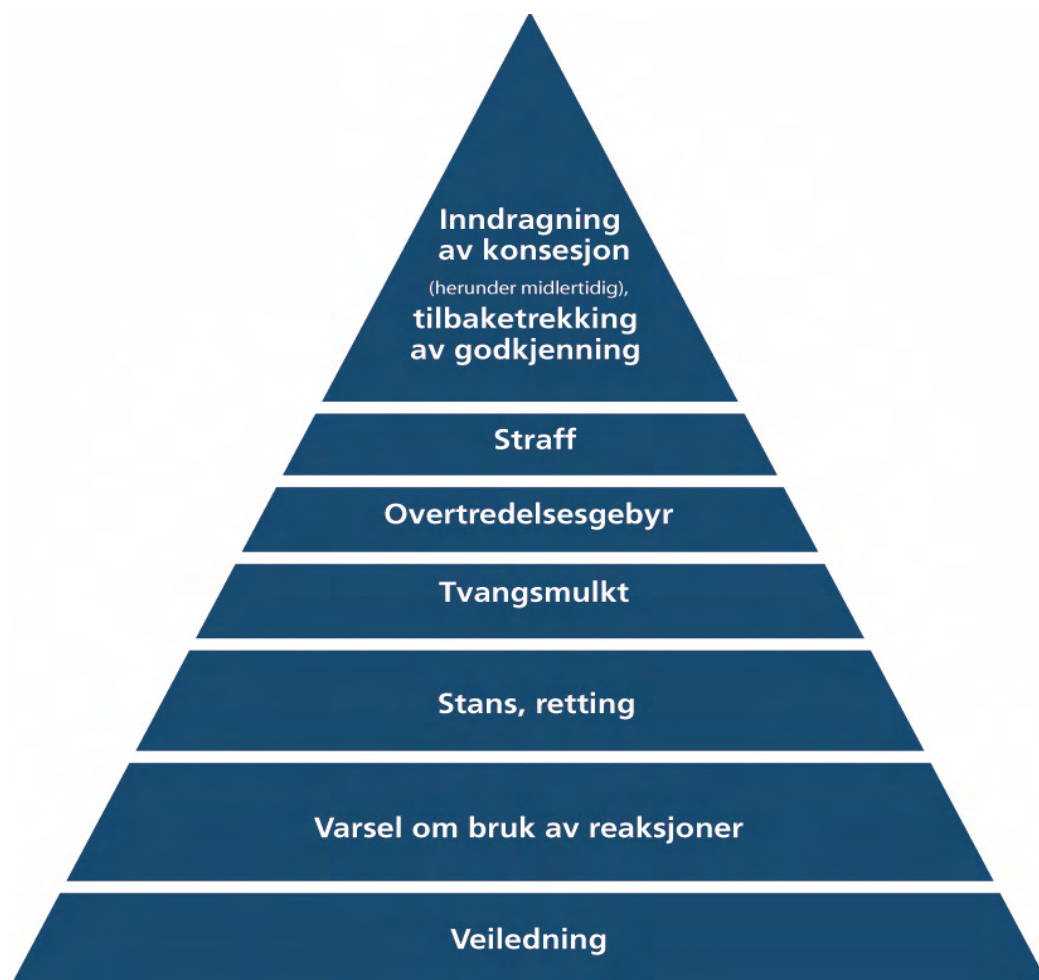 Inndragning
av konsesjon
(herunder midlertidig),
tilbaketrekking
av godkjenning
Straff
Overtredelsesgebyr
Tvangsmulkt
Stans, retting
Varsel om bruk av reaksjoner
Veiledning